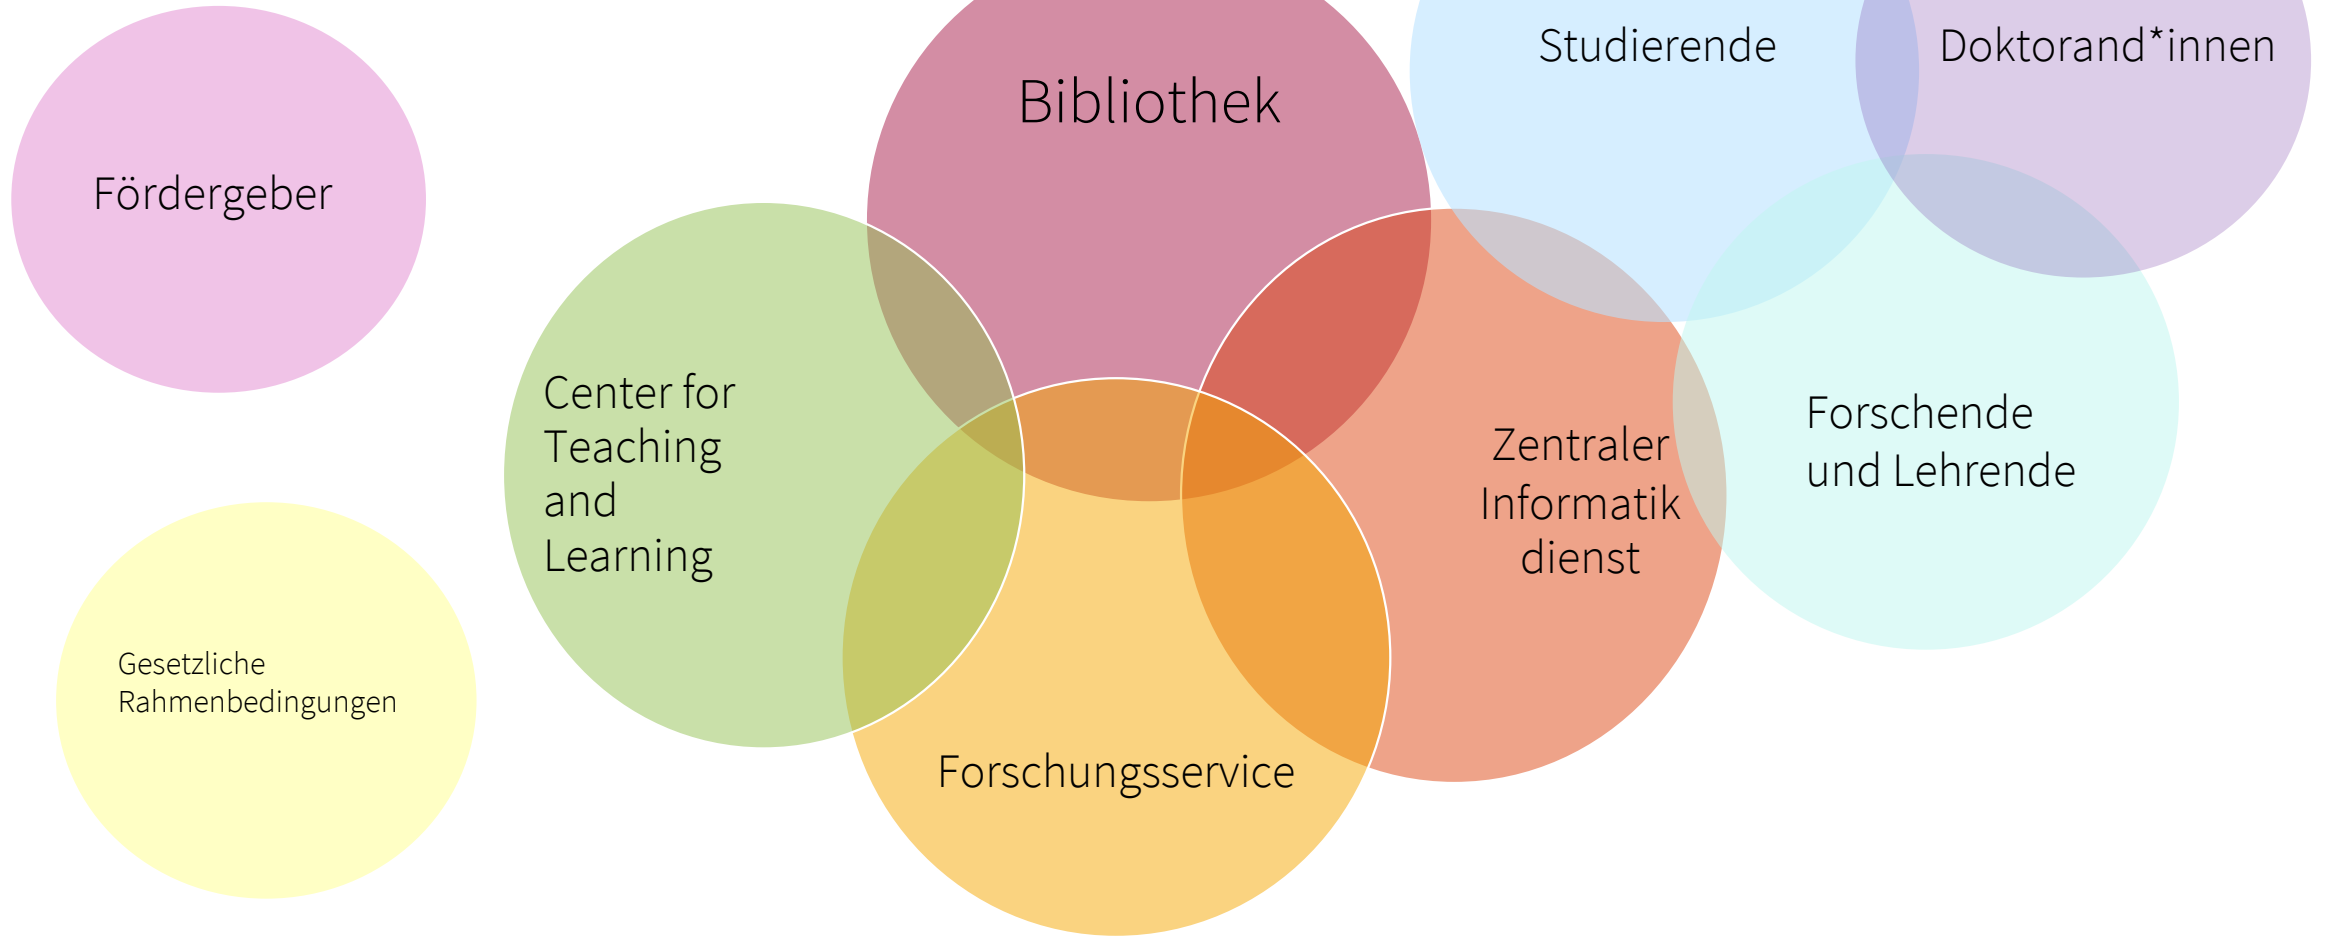 Fördergeber
Gesetzliche
Rahmenbedingungen
Bibliothek
Center for
Teaching
and
Learning
Forschungsservice
Zentraler
Informatik
dienst
Studierende
Doktorand*innen
Forschende
und Lehrende